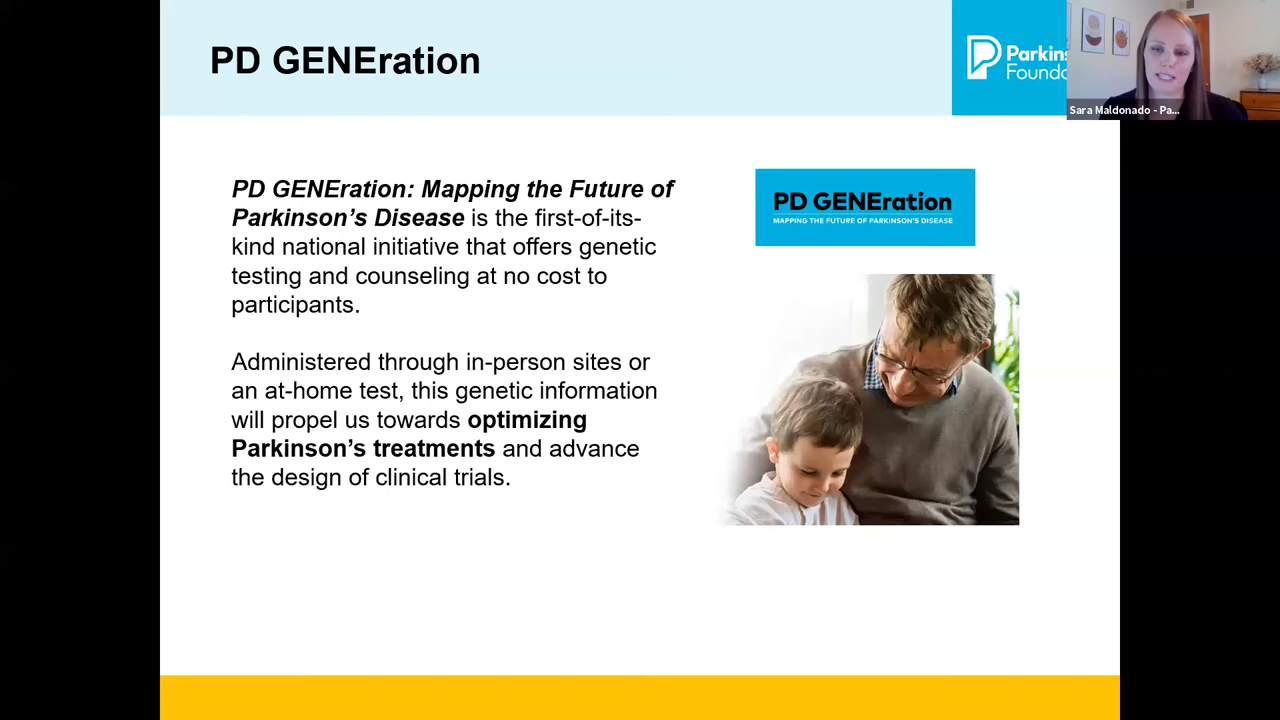 PD GENEration
Parkins
Founda
Sara Maldonado - Pa...
PD GENEration: Mapping the Future of
Parkinson’s Disease is the first-of-its-
kind national initiative that offers genetic
testing and counseling at no cost to
participants.
Administered through in-person sites or
an at-home test, this genetic information
will propel us towards optimizing
Parkinson’s treatments and advance
the design of clinical trials.
PD GENEration
MAPPING THE FUTURE OF PARKINSON'S DISEASE